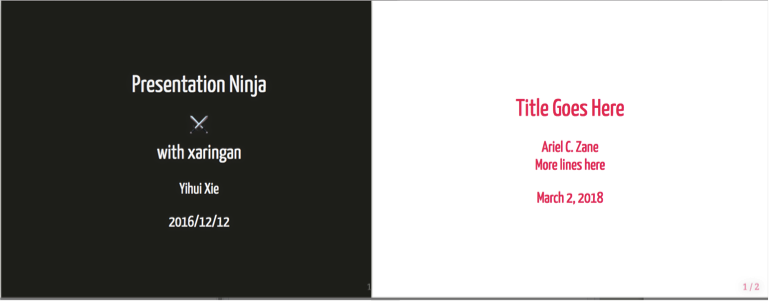 Presentation Ninja
with xaringan
Yihui Xie
2016/12/12
1
Title Goes Here
Ariel C. Zane
More lines here
March 2, 2018
1 / 2